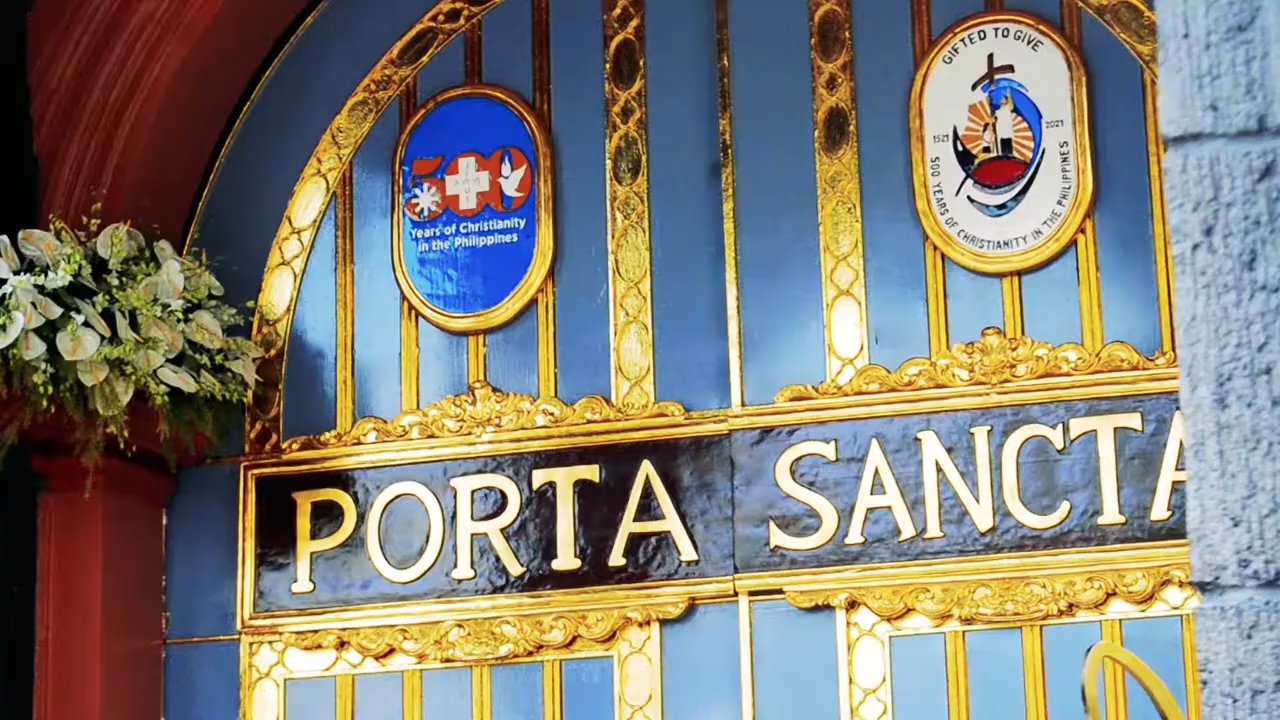 500
Years of Christianity
in the Philippines
GIFTED TO GIVE
1521
2021
500 YEARS OF CHRISTIANITY IN THE PHILIPPINES
PORTA SANCTA